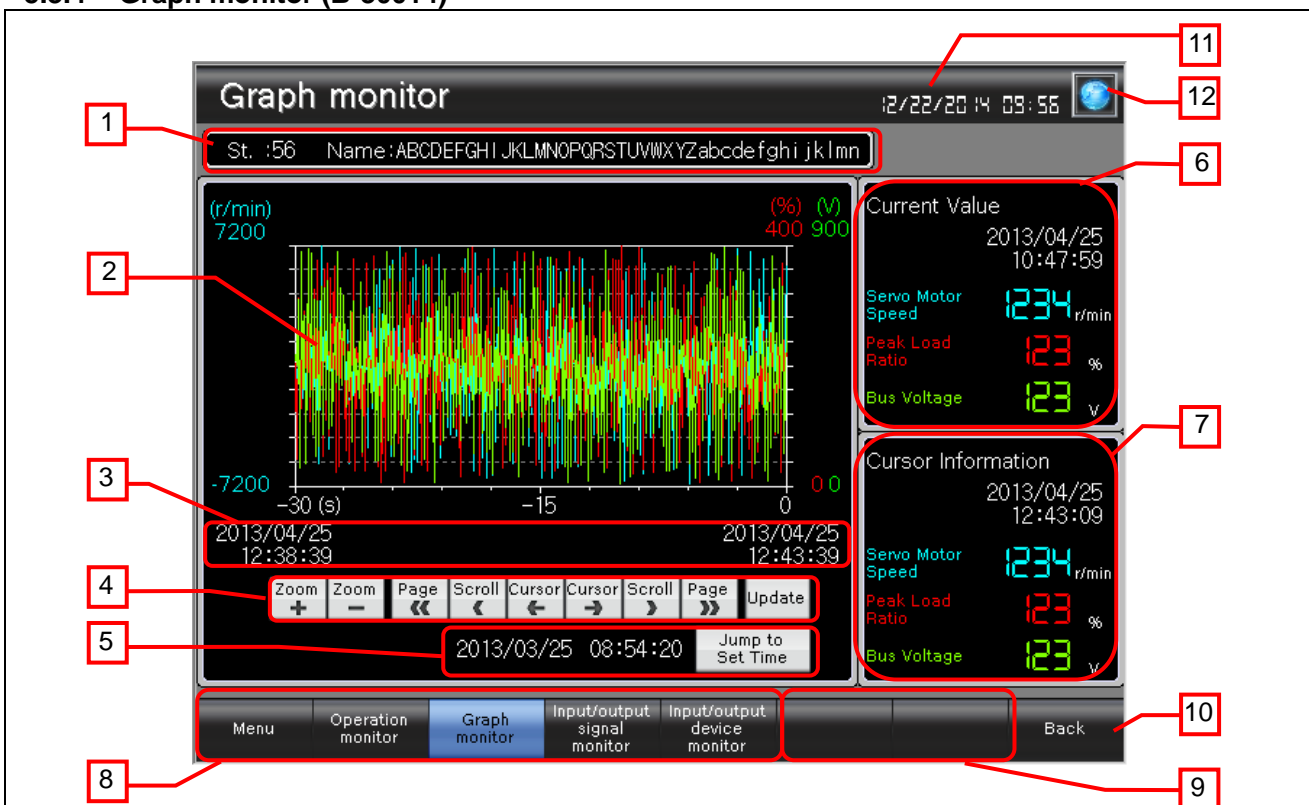 Graph monitor (B-30014)
11
Graph monitor
12/22/2014 09:56
12
1
St. :56 Name:ABCDEFGHIJKLMNOPQRSTUVWXYZabcdefghijklmn
6
(r/min)
7200
(%) (V)
400 900
2
-7200
0 0
-30 (s) -15 0
3
2013/04/25 2013/04/25
12:38:39 12:43:39
4
Zoom + Zoom − Page Scroll Cursor Cursor Scroll Page Update
5
2013/03/25 08:54:20 Jump to
Set Time
Current Value
2013/04/25
10:47:59
Servo Motor
Speed 1234 r/min
Peak Load
Ratio 123 %
Bus Voltage 123 V
7
Cursor Information
2013/04/25
12:43:09
Servo Motor
Speed 1234 r/min
Peak Load
Ratio 123 %
Bus Voltage 123 V
Menu
Operation
monitor
Graph
monitor
Input/output
signal
monitor
Input/output
device
monitor
Back
10
8
9